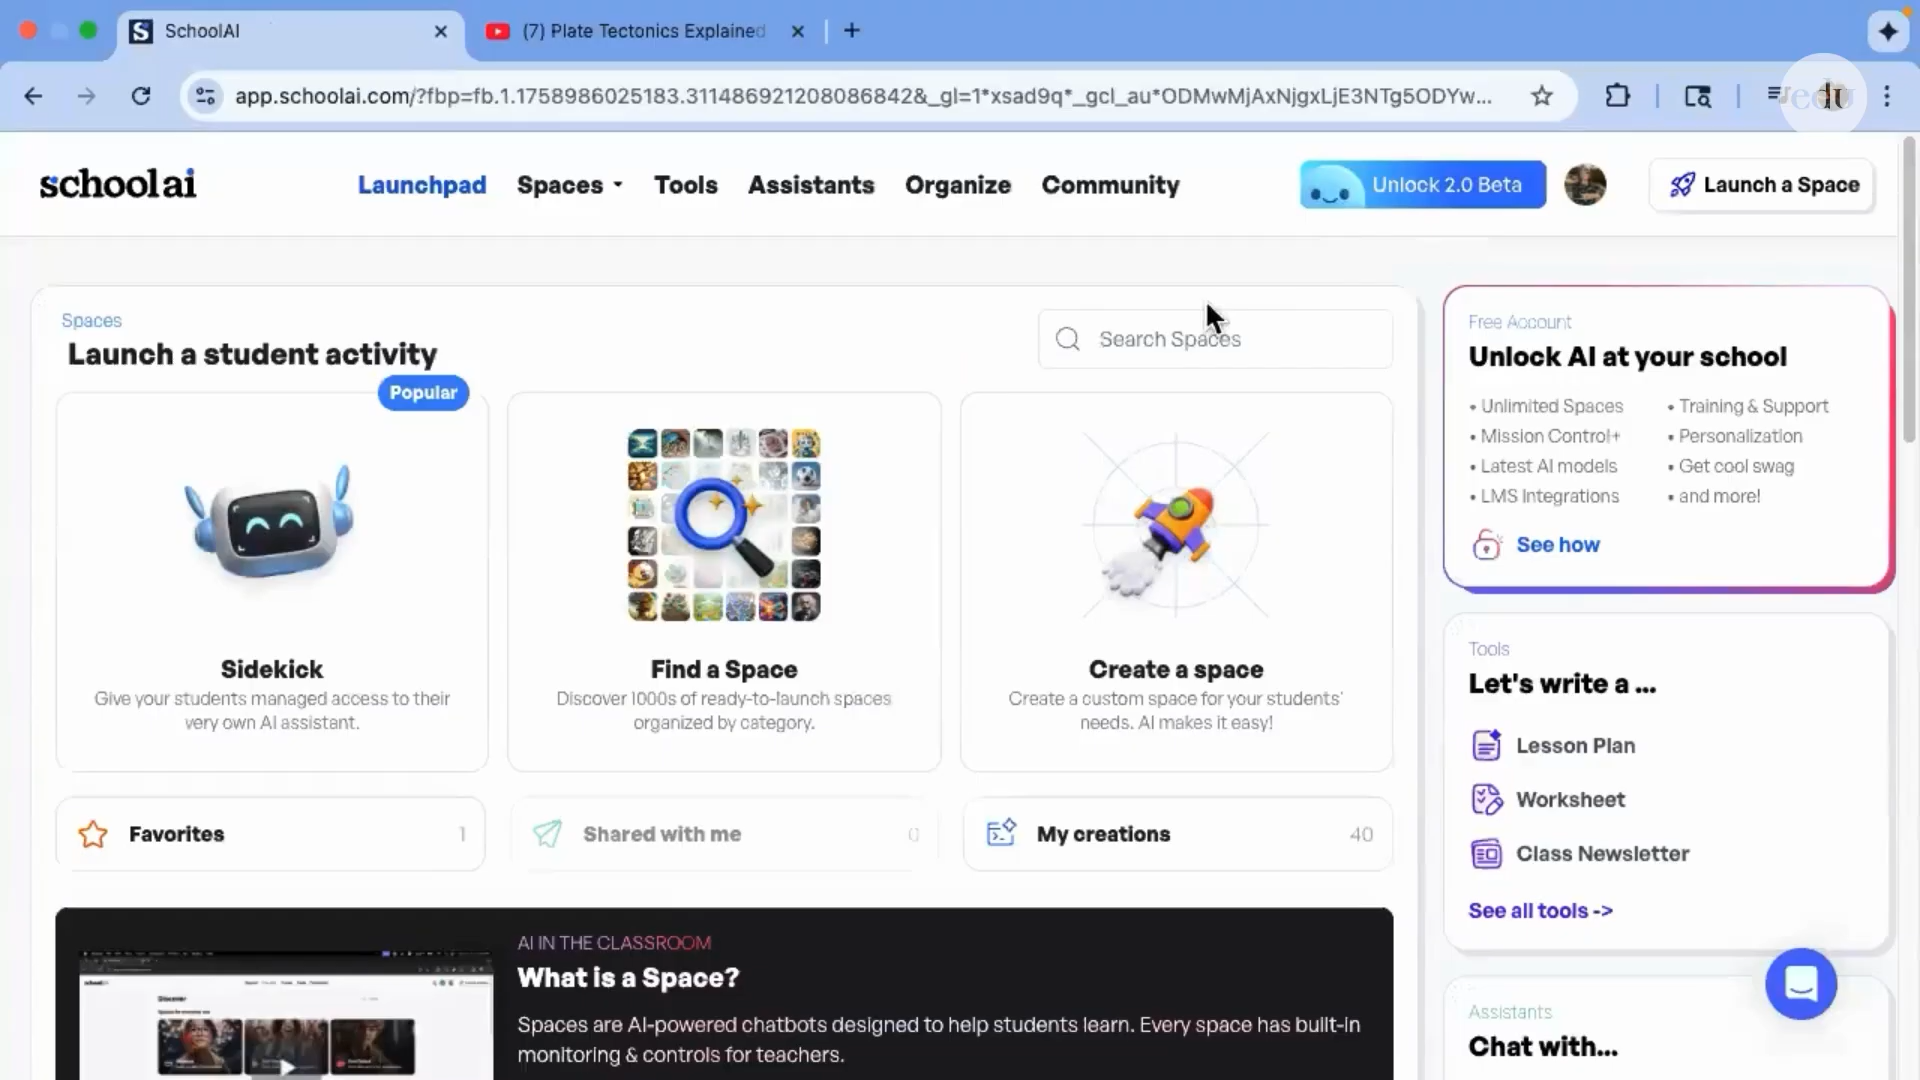 SchoolAI
(7) Plate Tectonics Explained
app.schoolai.com/?fbp=fb.1.1758986025183.311486921208086842&_gl=1*xsad9q*_gcl_au*ODMwMjAxNjgxLjE3NTg5ODYw...
edu
school ai
Launchpad
Spaces
Tools
Assistants
Organize
Community
Unlock 2.0 Beta
Launch a Space
Spaces
Launch a student activity
Search Spaces
Popular
Sidekick
Give your students managed access to their
very own AI assistant.
Find a Space
Discover 1000s of ready-to-launch spaces
organized by category.
Create a space
Create a custom space for your students'
needs. AI makes it easy!
Favorites 1
Shared with me 0
My creations 40
AI IN THE CLASSROOM
What is a Space?
Spaces are AI-powered chatbots designed to help students learn. Every space has built-in
monitoring & controls for teachers.
Discover
Free Account
Unlock AI at your school
• Unlimited Spaces
• Mission Control+
• Latest AI models
• LMS Integrations
• Training & Support
• Personalization
• Get cool swag
• and more!
See how
Tools
Let's write a ...
Lesson Plan
Worksheet
Class Newsletter
See all tools ->
Assistants
Chat with...